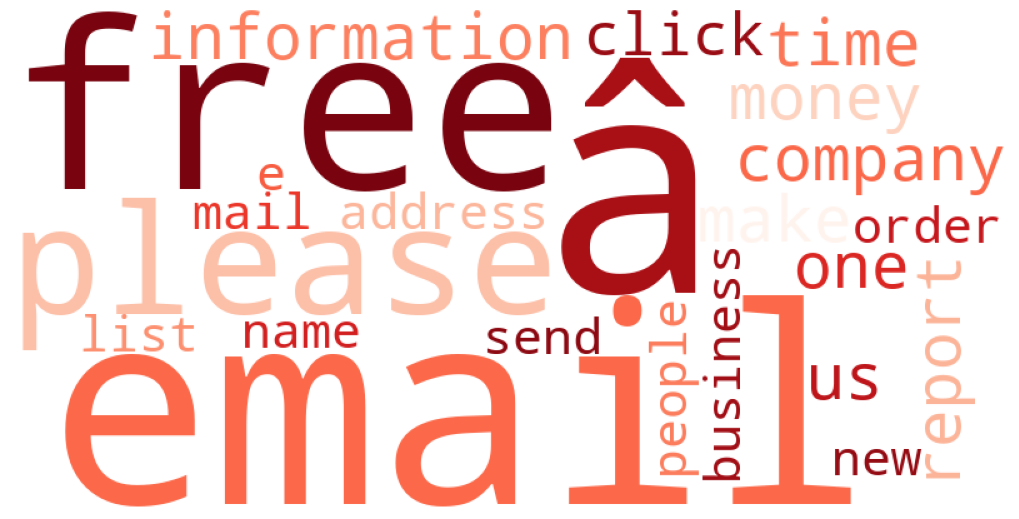 information
click
time
free
â
money
company
e
mail
address
make
order
please
one
list
name
send
people
business
report
email
us
new